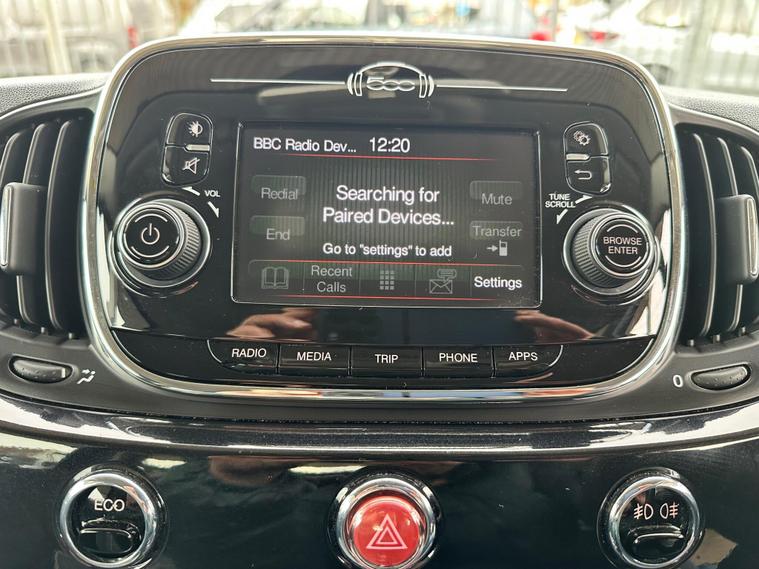 500
BBC Radio Dev... 12:20
Redial
Searching for
Paired Devices...
Mute
End
Transfer
Go to "settings" to add
Recent
Calls
Settings
VOL
TUNE
SCROLL
BROWSE
ENTER
RADIO MEDIA TRIP PHONE APPS
0
ECO